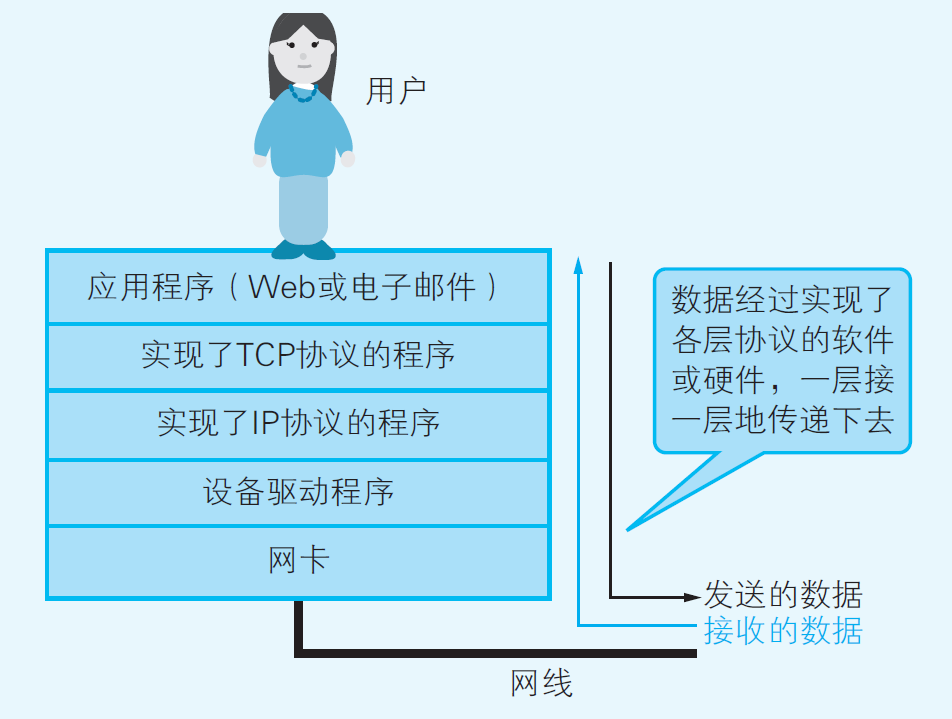 用户
应用程序（Web或电子邮件）
实现了TCP协议的程序
实现了IP协议的程序
设备驱动程序
网卡
数据经过实现了
各层协议的软件
或硬件，一层接
一层地传递下去
发送的数据
接收的数据
网线